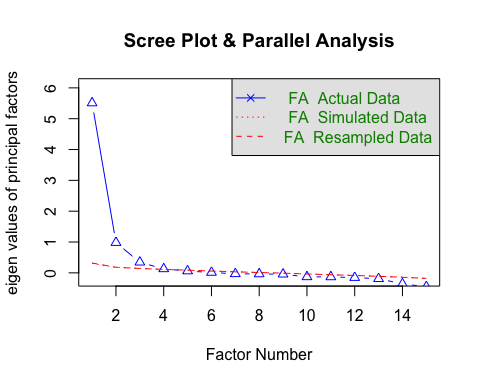 Scree Plot & Parallel Analysis
eigen values of principal factors
6
5
4
3
2
1
0
FA  Actual Data
FA  Simulated Data
FA  Resampled Data
2 4 6 8 10 12 14
Factor Number